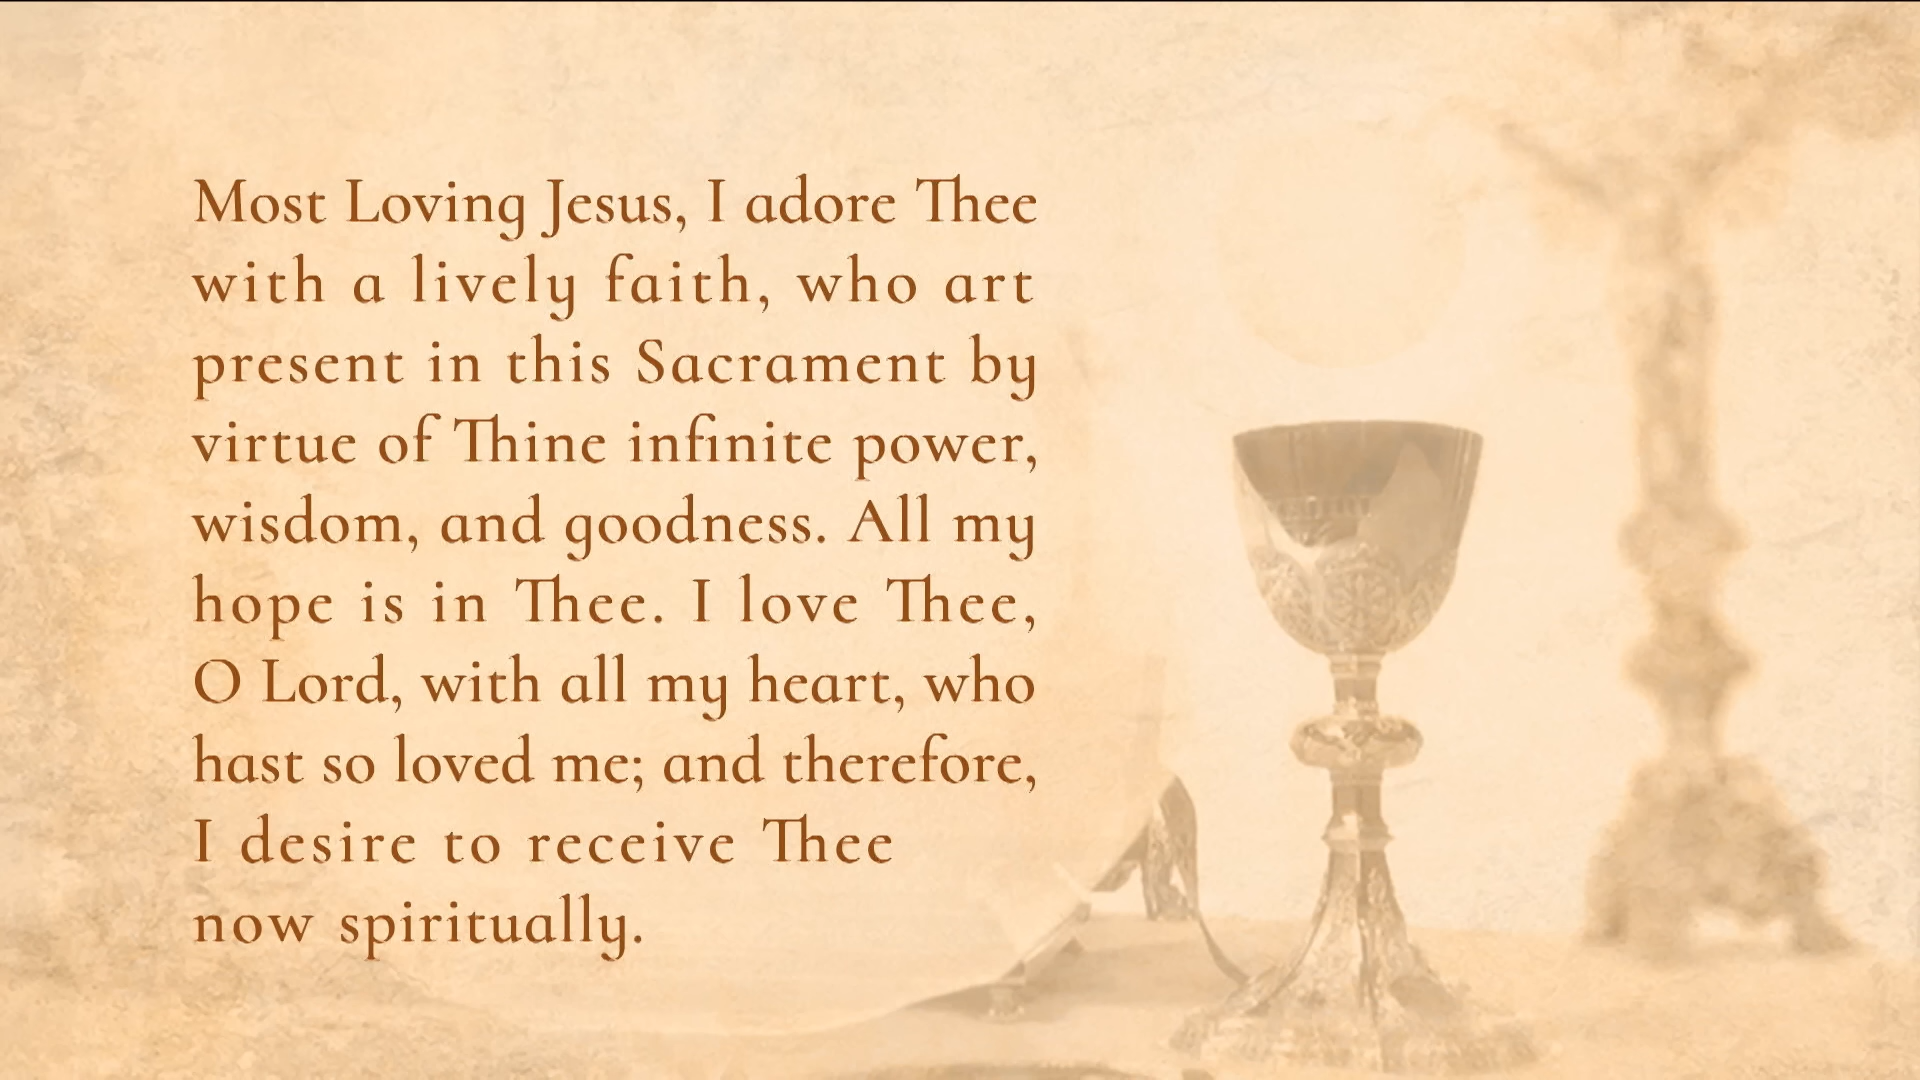 Most Loving Jesus, I adore Thee
with a lively faith, who art
present in this Sacrament by
virtue of Thine infinite power,
wisdom, and goodness. All my
hope is in Thee. I love Thee,
O Lord, with all my heart, who
hast so loved me; and therefore,
I desire to receive Thee
now spiritually.